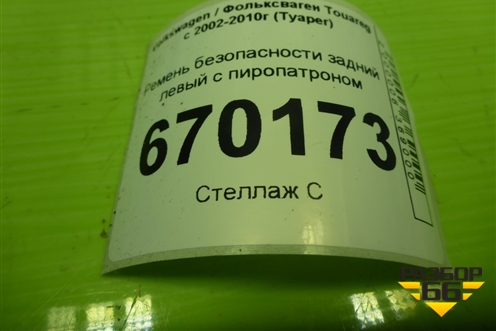 Volkswagen / Фольксваген Touareg
с 2002-2010г (Туарег)
Ремень безопасности задний
левый с пиропатроном
670173
Стеллаж С
РАЗБОР
66